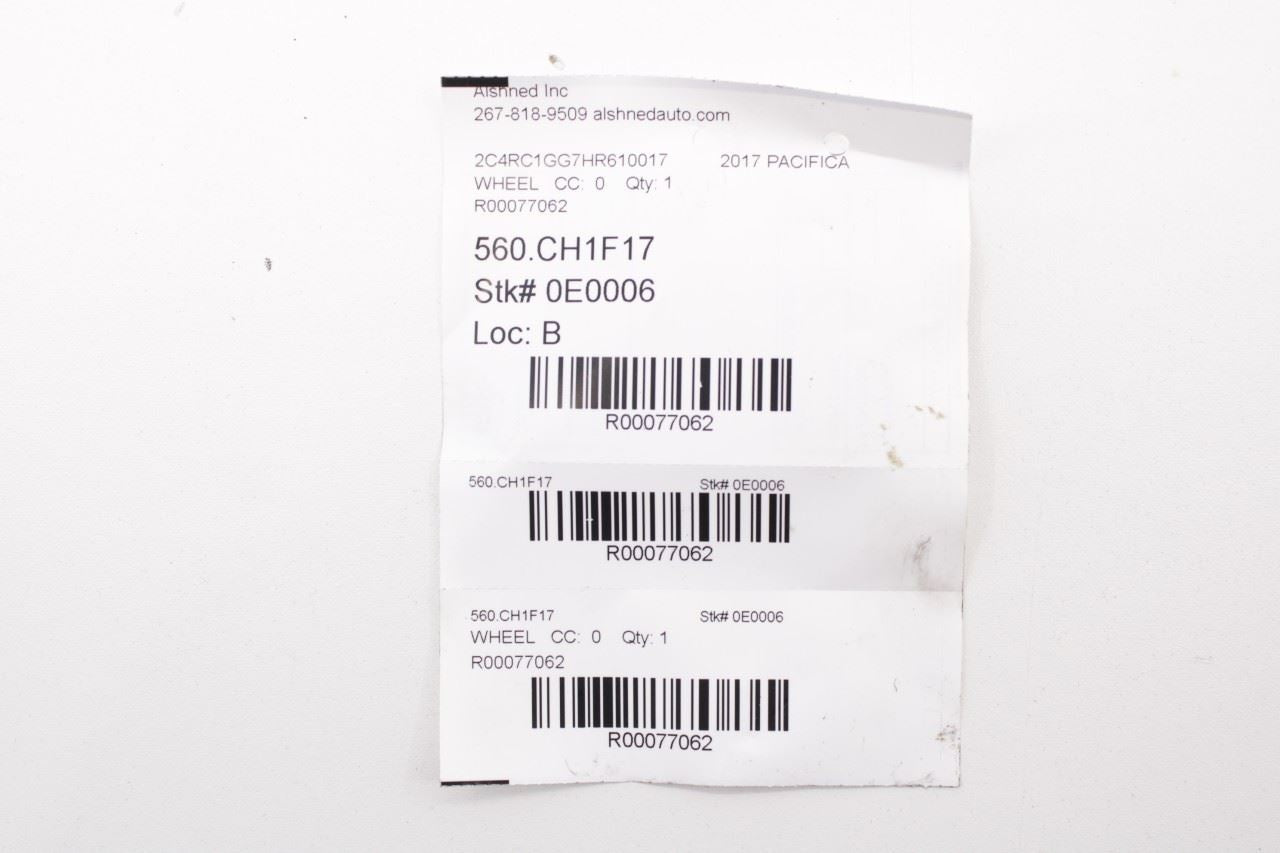 Alshned Inc
267-818-9509 alshnedauto.com
2C4RC1GG7HR610017 2017 PACIFICA
WHEEL CC: 0 Qty: 1
R00077062
560.CH1F17
Stk# 0E0006
Loc: B
R00077062
560.CH1F17 Stk# 0E0006
R00077062
560.CH1F17 Stk# 0E0006
WHEEL CC: 0 Qty: 1
R00077062
R00077062